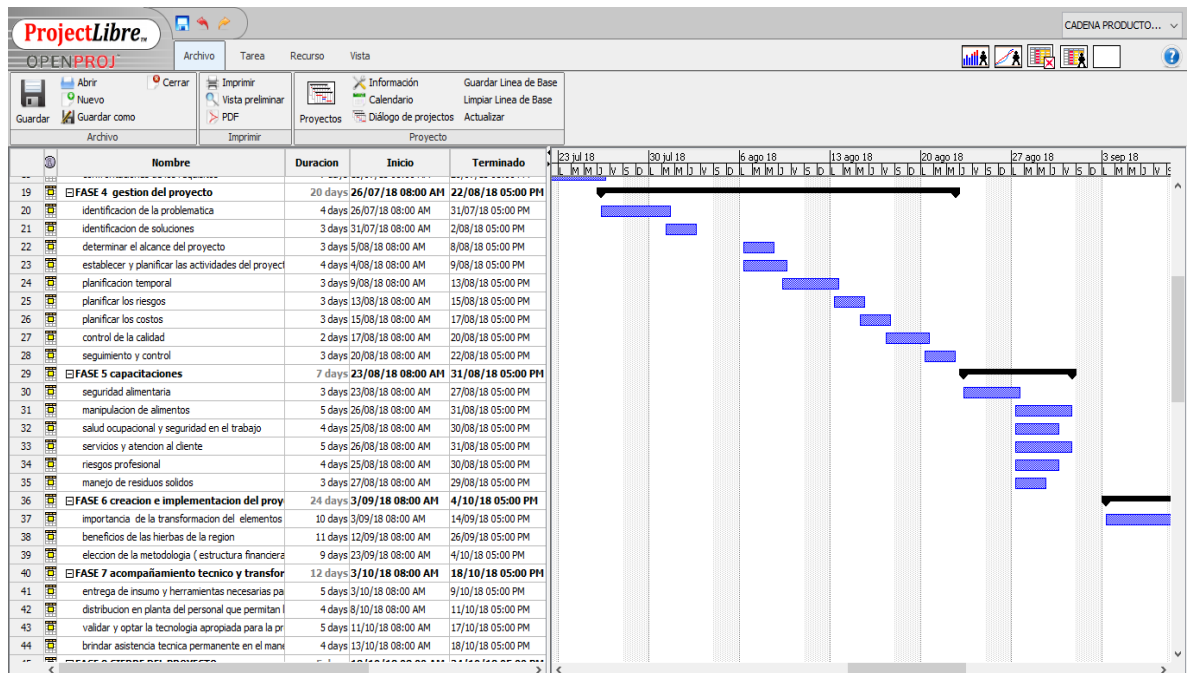 ProjectLibre™
OPENPROJ
CADENA PRODUCTO...
Archivo Tarea Recurso Vista
Guardar
Abrir
Nuevo
Guardar como
Cerrar
Archivo
Imprimir
Vista preliminar
PDF
Imprimir
Proyectos
Información
Calendario
Diálogo de projectos
Guardar Linea de Base
Limpiar Linea de Base
Actualizar
Proyecto
Nombre Duracion Inicio Terminado
23 jul 18 30 jul 18 6 ago 18 13 ago 18 20 ago 18 27 ago 18 3 sep 18
L M M J V S D L M M J V S D L M M J V S D L M M J V S D L M M J V S D L M M J V S D L M M J V S
19 FASE 4 gestion del proyecto 20 days 26/07/18 08:00 AM 22/08/18 05:00 PM
20 identificacion de la problematica 4 days 26/07/18 08:00 AM 31/07/18 05:00 PM
21 identificacion de soluciones 3 days 31/07/18 08:00 AM 2/08/18 05:00 PM
22 determinar el alcance del proyecto 3 days 5/08/18 08:00 AM 8/08/18 05:00 PM
23 establecer y planificar las actividades del proyect 4 days 4/08/18 08:00 AM 9/08/18 05:00 PM
24 planificacion temporal 3 days 9/08/18 08:00 AM 13/08/18 05:00 PM
25 planificar los riesgos 3 days 13/08/18 08:00 AM 15/08/18 05:00 PM
26 planificar los costos 3 days 15/08/18 08:00 AM 17/08/18 05:00 PM
27 control de la calidad 2 days 17/08/18 08:00 AM 20/08/18 05:00 PM
28 seguimiento y control 3 days 20/08/18 08:00 AM 22/08/18 05:00 PM
29 FASE 5 capacitaciones 7 days 23/08/18 08:00 AM 31/08/18 05:00 PM
30 seguridad alimentaria 3 days 23/08/18 08:00 AM 27/08/18 05:00 PM
31 manipulacion de alimentos 5 days 26/08/18 08:00 AM 31/08/18 05:00 PM
32 salud ocupacional y seguridad en el trabajo 4 days 25/08/18 08:00 AM 30/08/18 05:00 PM
33 servicios y atencion al cliente 5 days 26/08/18 08:00 AM 31/08/18 05:00 PM
34 riesgos profesional 4 days 25/08/18 08:00 AM 30/08/18 05:00 PM
35 manejo de residuos solidos 3 days 27/08/18 08:00 AM 29/08/18 05:00 PM
36 FASE 6 creacion e implementacion del proy 24 days 3/09/18 08:00 AM 4/10/18 05:00 PM
37 importancia de la transformacion del elementos 10 days 3/09/18 08:00 AM 14/09/18 05:00 PM
38 beneficios de las hierbas de la region 11 days 12/09/18 08:00 AM 26/09/18 05:00 PM
39 eleccion de la metodologia ( estructura financiera 9 days 23/09/18 08:00 AM 4/10/18 05:00 PM
40 FASE 7 acompañamiento tecnico y transfor 12 days 3/10/18 08:00 AM 18/10/18 05:00 PM
41 entrega de insumo y herramientas necesarias pa 5 days 3/10/18 08:00 AM 9/10/18 05:00 PM
42 distribucion en planta del personal que permitan 4 days 8/10/18 08:00 AM 11/10/18 05:00 PM
43 validar y optar la tecnologia apropiada para la pr 5 days 11/10/18 08:00 AM 17/10/18 05:00 PM
44 brindar asistencia tecnica permanente en el mane 4 days 13/10/18 08:00 AM 18/10/18 05:00 PM